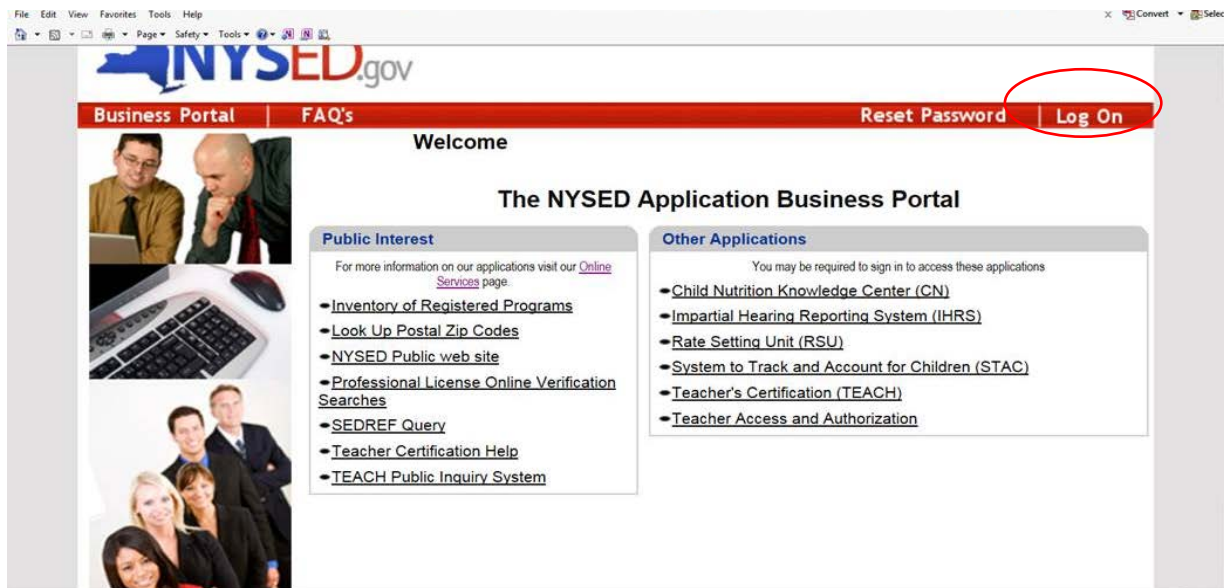 File Edit View Favorites Tools Help
x Convert Selec
Page Safety Tools
NYSED.gov
Business Portal FAQ's Reset Password Log On
Welcome
The NYSED Application Business Portal
Public Interest
For more information on our applications visit our Online
Services page
Inventory of Registered Programs
Look Up Postal Zip Codes
NYSED Public web site
Professional License Online Verification
Searches
SEDREF Query
Teacher Certification Help
TEACH Public Inquiry System
Other Applications
You may be required to sign in to access these applications
Child Nutrition Knowledge Center (CN)
Impartial Hearing Reporting System (IHRS)
Rate Setting Unit (RSU)
System to Track and Account for Children (STAC)
Teacher's Certification (TEACH)
Teacher Access and Authorization